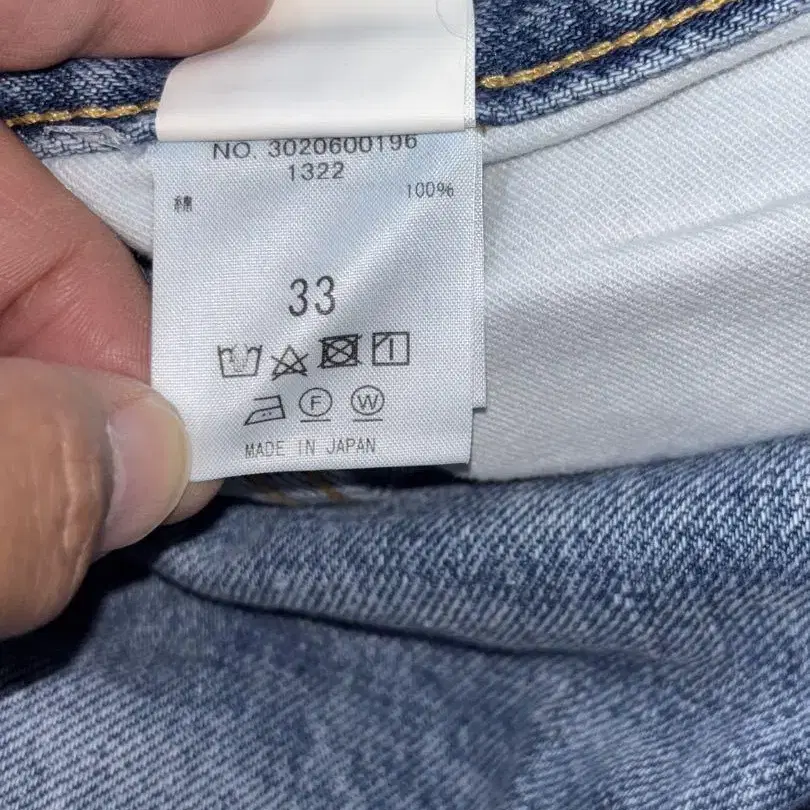 NO. 3020600196
1322
綿 100%
33
F W
MADE IN JAPAN